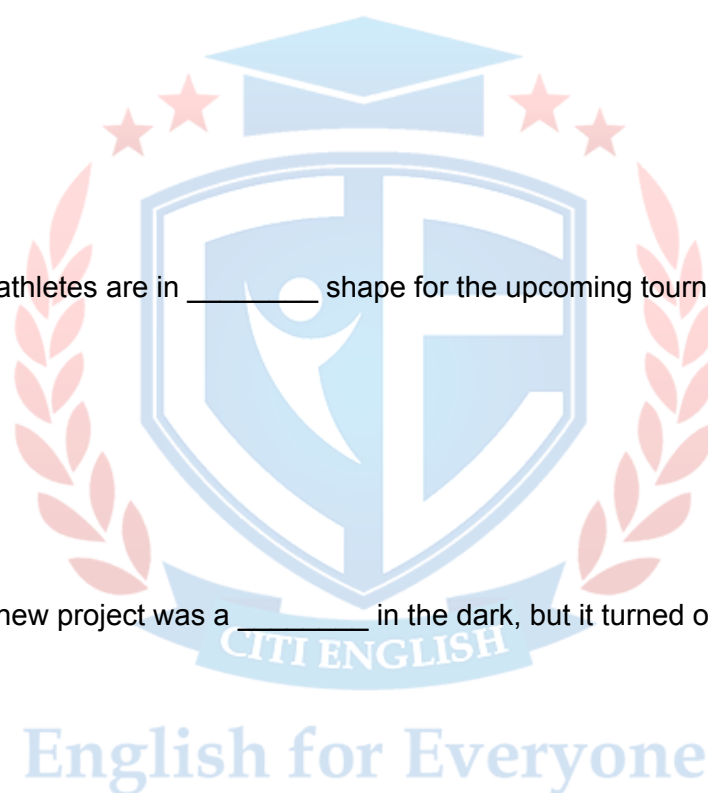 athletes are in ________ shape for the upcoming tourn
new project was a ________ in the dark, but it turned o
CITI ENGLISH
English for Everyone